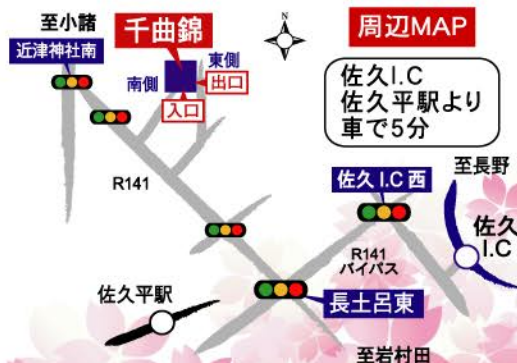 至小諸
近津神社南
千曲錦
N
周辺MAP
南側
東側
出口
入口
佐久I.C
佐久平駅より
車で5分
至長野
R141
佐久 I.C 西
佐久
I.C
R141
バイパス
佐久平駅
長土呂東
至岩村田